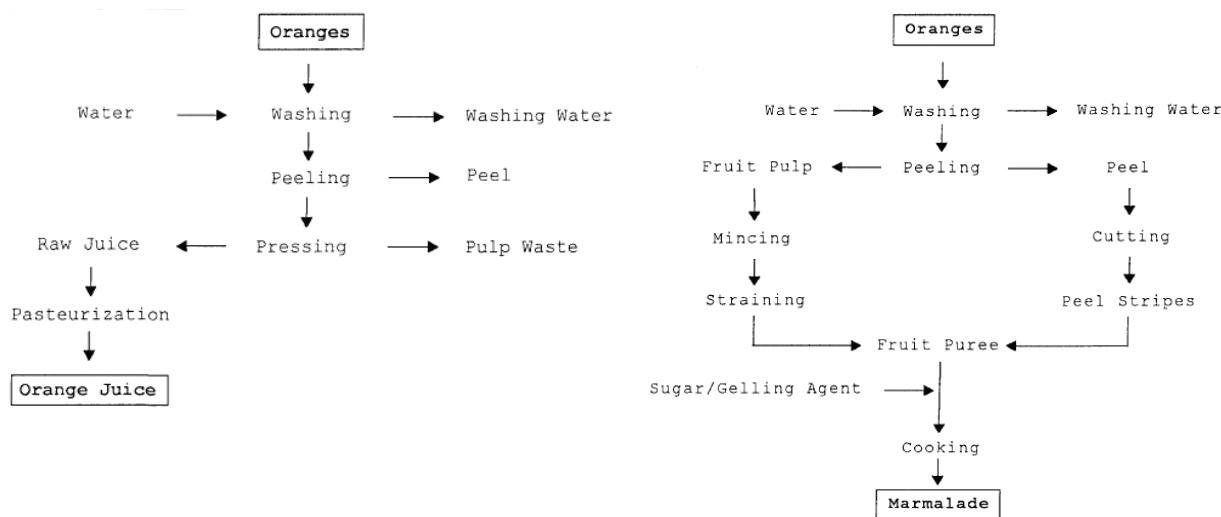 Oranges
Water
Washing
Washing Water
Peeling
Peel
Raw Juice
Pressing
Pulp Waste
Pasteurization
Orange Juice
Oranges
Water
Washing
Washing Water
Fruit Pulp
Peeling
Peel
Mincing
Cutting
Straining
Peel Stripes
Fruit Puree
Sugar/Gelling Agent
Cooking
Marmalade